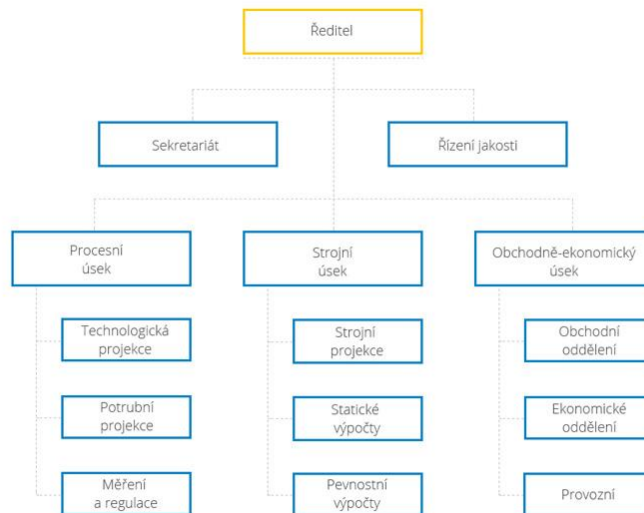 Ředitel
Sekretariát
Řízení jakosti
Procesní
úsek
Strojní
úsek
Obchodně-ekonomický
úsek
Technologická
projekce
Strojní
projekce
Obchodní
oddělení
Potrubní
projekce
Statické
výpočty
Ekonomické
oddělení
Měření
a regulace
Pevnostní
výpočty
Provozní